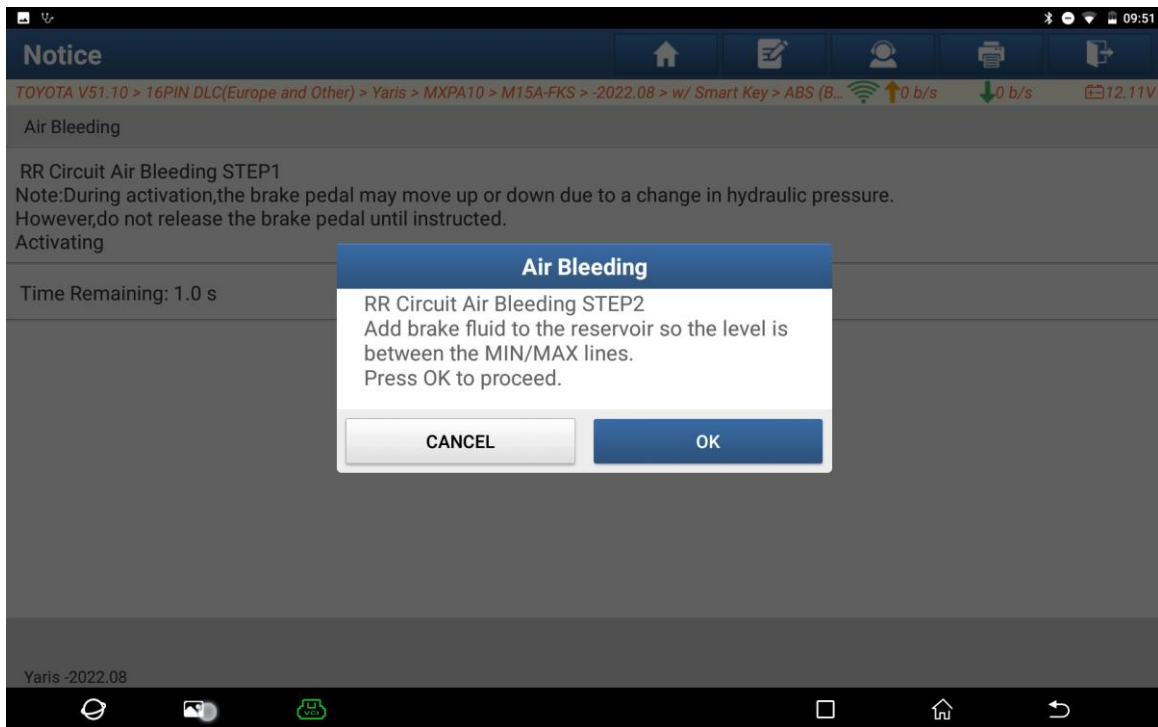 09:51
Notice
TOYOTA V51.10 > 16PIN DLC(Europe and Other) > Yaris > MXPA10 > M15A-FKS > -2022.08 > w/ Smart Key > ABS (B... 0 b/s 0 b/s 12.11V
Air Bleeding
RR Circuit Air Bleeding STEP1
Note:During activation,the brake pedal may move up or down due to a change in hydraulic pressure.
However,do not release the brake pedal until instructed.
Activating
Time Remaining: 1.0 s
Air Bleeding
RR Circuit Air Bleeding STEP2
Add brake fluid to the reservoir so the level is
between the MIN/MAX lines.
Press OK to proceed.
CANCEL OK
Yaris -2022.08
VCI